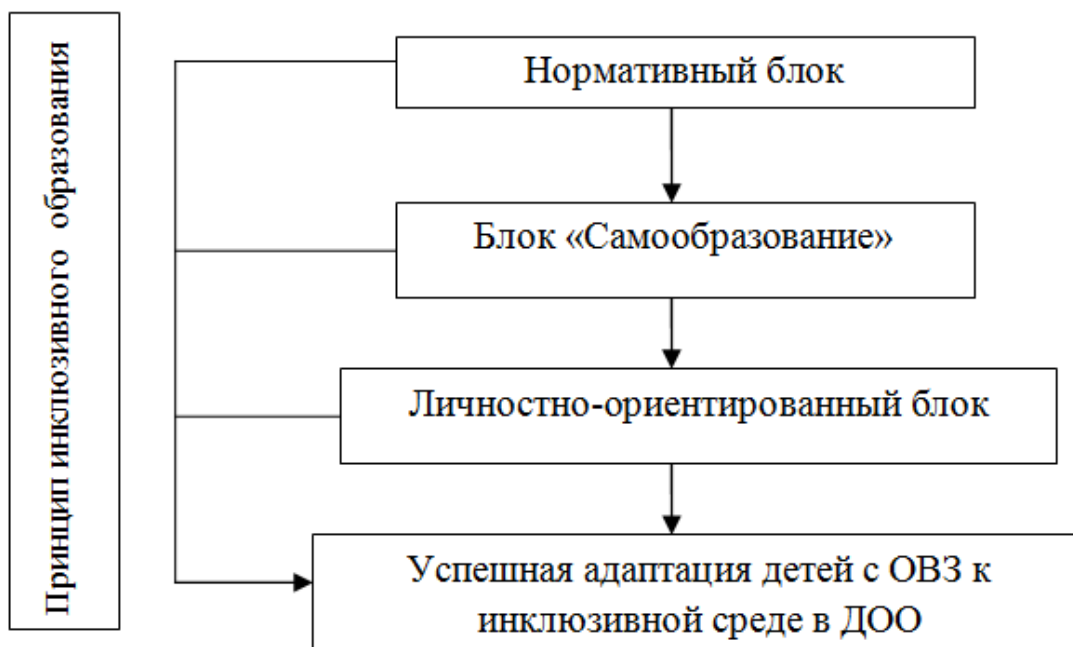 Принцип инклюзивного образования
Нормативный блок
Блок «Самообразование»
Личностно-ориентированный блок
Успешная адаптация детей с ОВЗ к
инклюзивной среде в ДОО